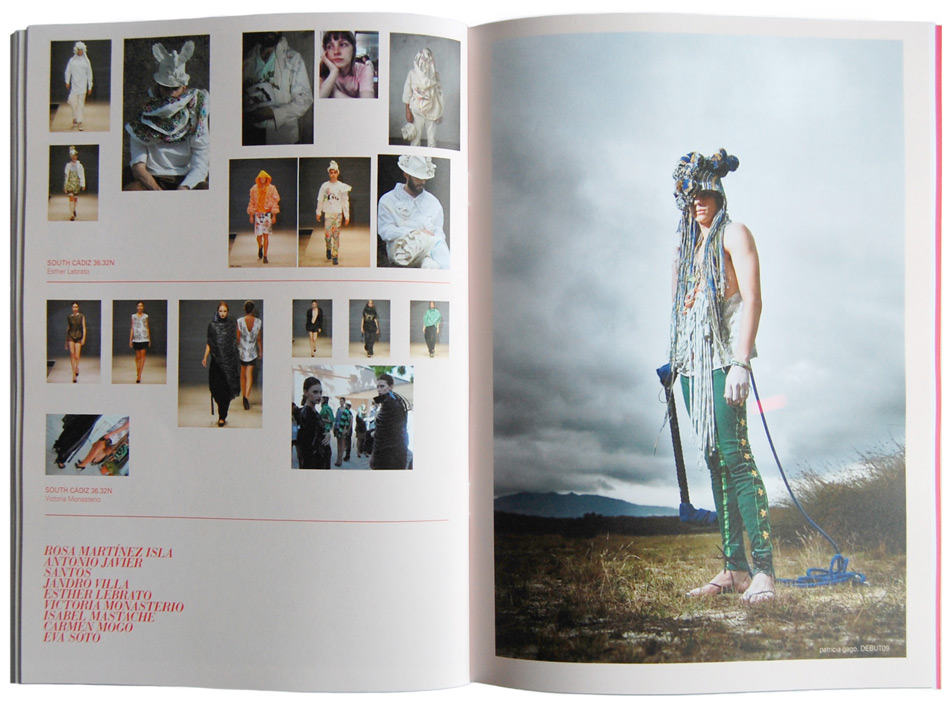 SOUTH CÁDIZ 36.32N
Esther Lebrato
SOUTH CÁDIZ 36.32N
Victoria Monasterio
ROSA MARTÍNEZ ISLA
ANTONIO JAVIER
SANTOS
JANDRO VILLA
ESTHER LEBRATO
VICTORIA MONASTERIO
ISABEL MASTACHE
CARMEN MOGO
EVA SOTO
patricia gago. DEBUT09